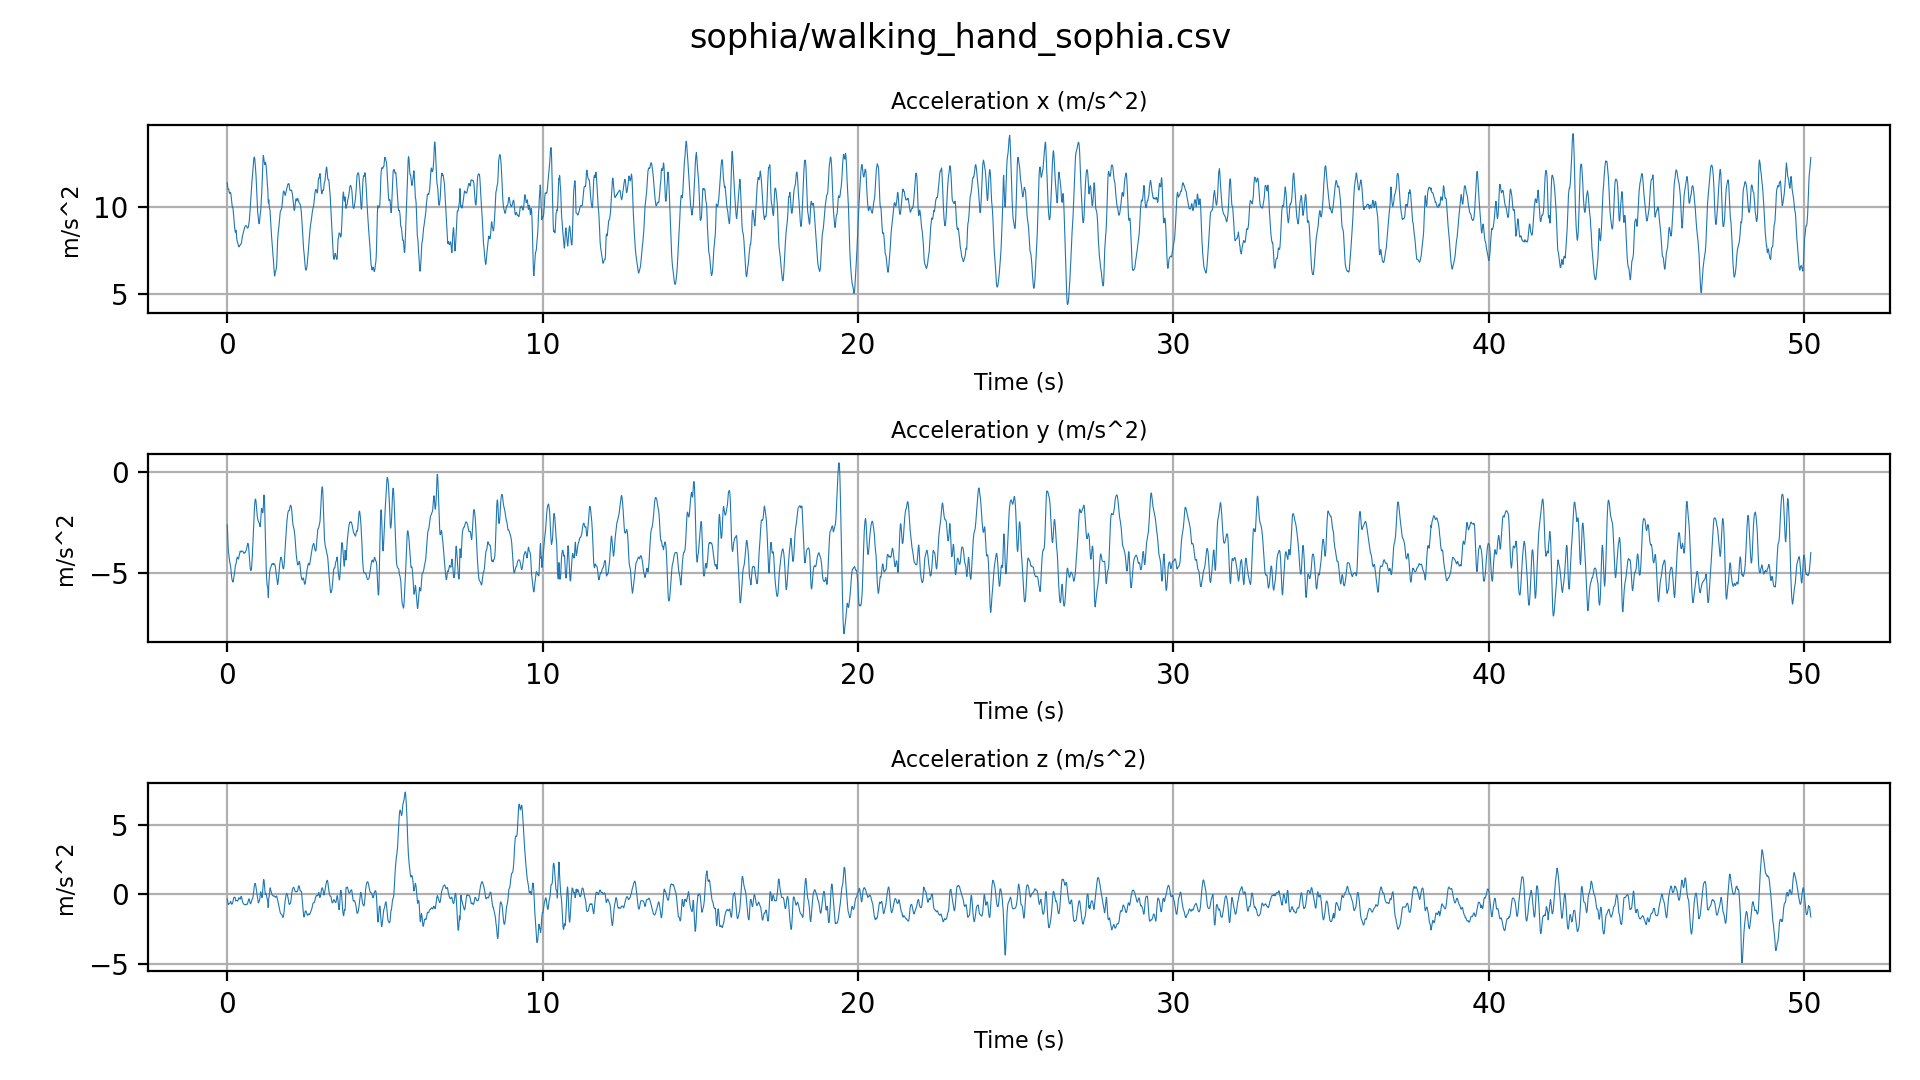 sophia/walking_hand_sophia.csv
Acceleration x (m/s^2)
m/s^2
10
5
0 10 20 30 40 50
Time (s)
Acceleration y (m/s^2)
m/s^2
0
−5
0 10 20 30 40 50
Time (s)
Acceleration z (m/s^2)
m/s^2
5
0
−5
0 10 20 30 40 50
Time (s)